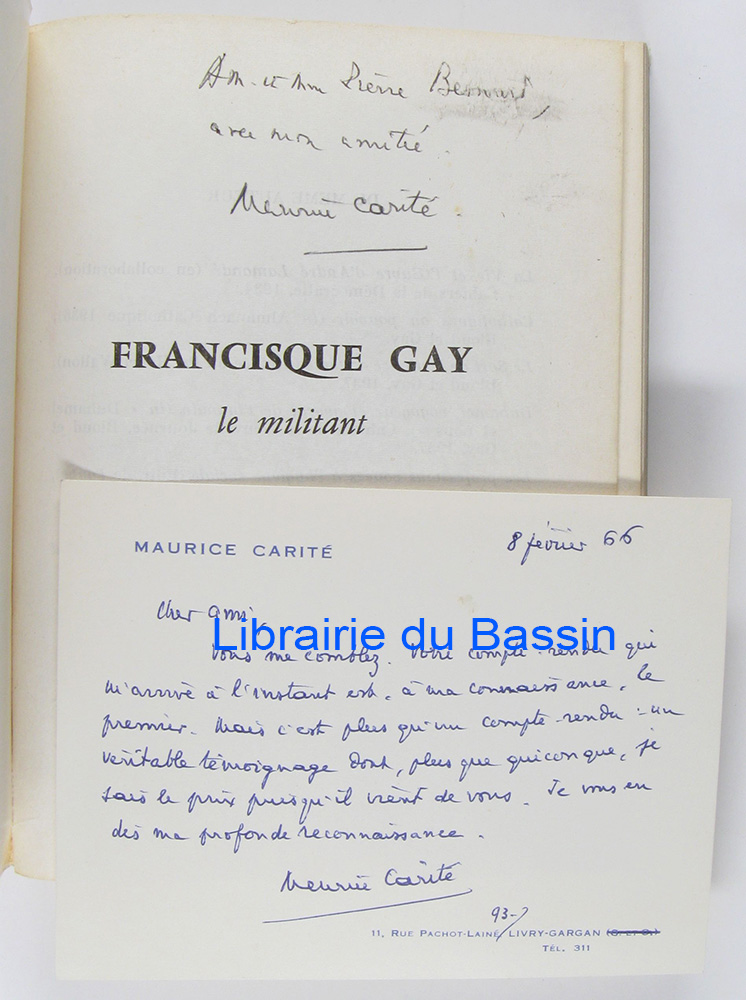 A M. et Mme Pierre Bernard,
avec mon amitié.
Maurice Carité.
FRANCISQUE GAY
le militant
MAURICE CARITÉ
8 février 66
Cher ami,
Librairie du Bassin
Vous me comblez. Votre compte-rendu qui
m'arrive à l'instant est, à ma connaissance, le
premier. Mais c'est plus qu'un compte-rendu : un
véritable témoignage dont, plus que quiconque, je
sais le prix puisqu'il vient de vous. Je vous en
dis ma profonde reconnaissance.
Maurice Carité
93-
11, RUE PACHOT-LAINÉ, LIVRY-GARGAN (S. ET O.)
TÉL. 311